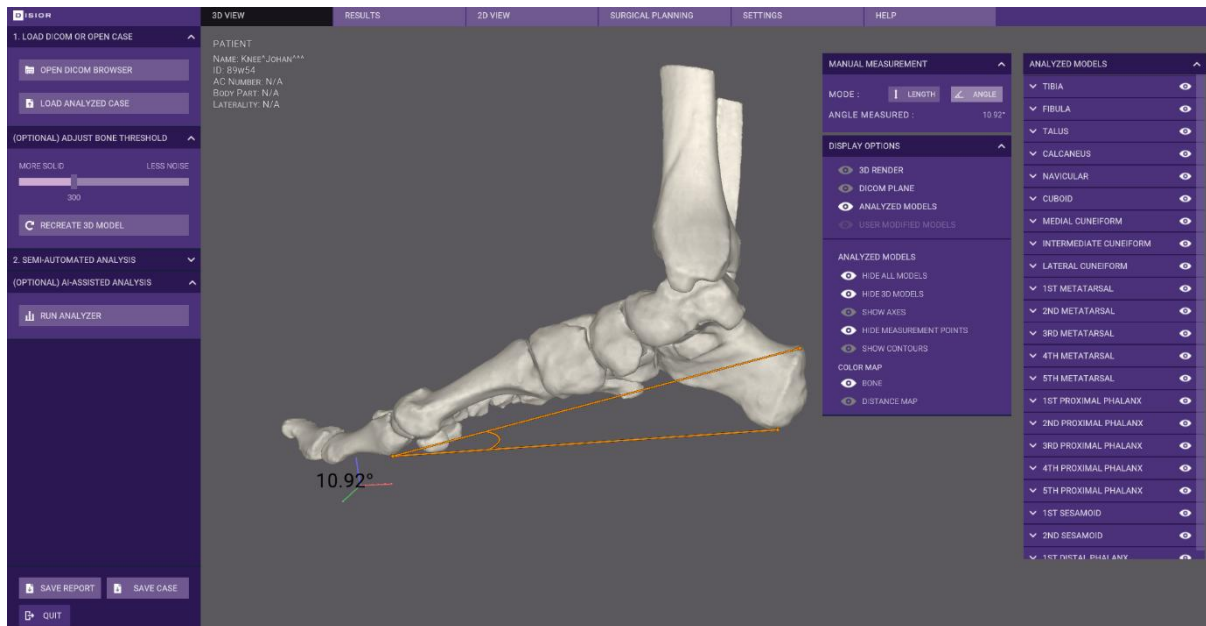 DISIOR
3D VIEW
RESULTS
2D VIEW
SURGICAL PLANNING
SETTINGS
HELP
1. LOAD DICOM OR OPEN CASE
OPEN DICOM BROWSER
LOAD ANALYZED CASE
(OPTIONAL) ADJUST BONE THRESHOLD
MORE SOLID
LESS NOISE
300
RECREATE 3D MODEL
2. SEMI-AUTOMATED ANALYSIS
(OPTIONAL) AI-ASSISTED ANALYSIS
RUN ANALYZER
SAVE REPORT
SAVE CASE
QUIT
PATIENT
NAME: KNEE^JOHAN^^^
ID: 89W54
AC NUMBER: N/A
BODY PART: N/A
LATERALITY: N/A
10.92°
MANUAL MEASUREMENT
MODE :
LENGTH
ANGLE
ANGLE MEASURED :
10.92°
DISPLAY OPTIONS
3D RENDER
DICOM PLANE
ANALYZED MODELS
USER MODIFIED MODELS
ANALYZED MODELS
HIDE ALL MODELS
HIDE 3D MODELS
SHOW AXES
HIDE MEASUREMENT POINTS
SHOW CONTOURS
COLOR MAP
BONE
DISTANCE MAP
ANALYZED MODELS
TIBIA
FIBULA
TALUS
CALCANEUS
NAVICULAR
CUBOID
MEDIAL CUNEIFORM
INTERMEDIATE CUNEIFORM
LATERAL CUNEIFORM
1ST METATARSAL
2ND METATARSAL
3RD METATARSAL
4TH METATARSAL
5TH METATARSAL
1ST PROXIMAL PHALANX
2ND PROXIMAL PHALANX
3RD PROXIMAL PHALANX
4TH PROXIMAL PHALANX
5TH PROXIMAL PHALANX
1ST SESAMOID
2ND SESAMOID
1ST DISTAL PHALANX